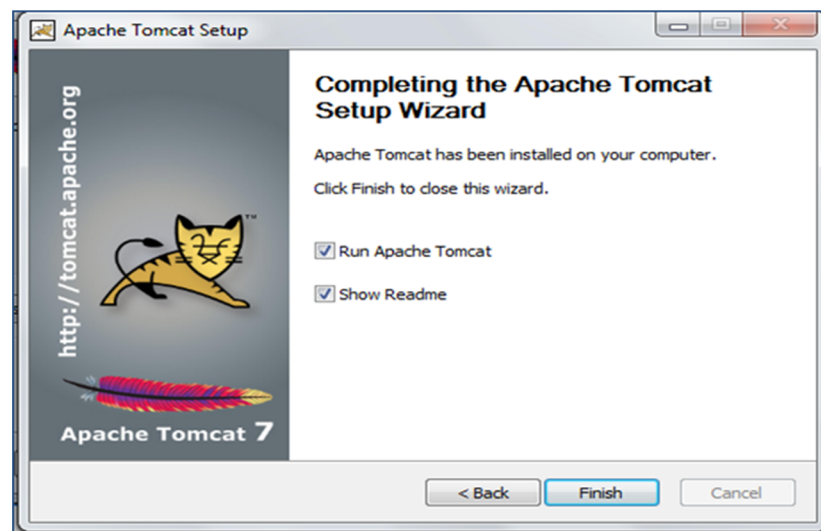 Apache Tomcat Setup
http://tomcat.apache.org
TM
Apache Tomcat 7
Completing the Apache Tomcat
Setup Wizard
Apache Tomcat has been installed on your computer.
Click Finish to close this wizard.
Run Apache Tomcat
Show Readme
< Back
Finish
Cancel